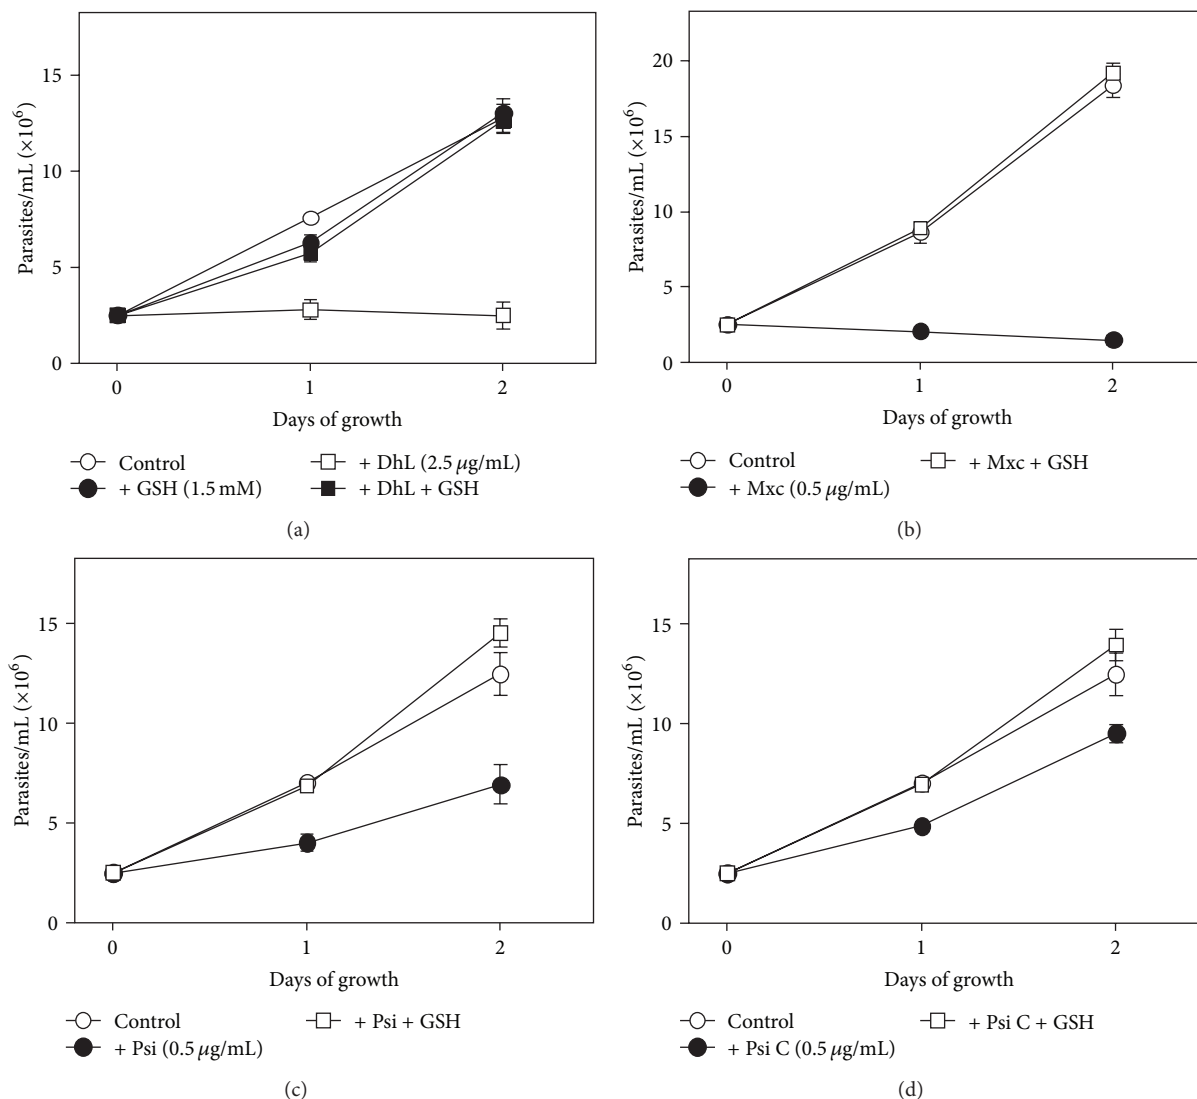 15
10
5
0
Parasites/mL (×10⁶)
0 1 2
Days of growth
Control
+ GSH (1.5 mM)
+ DhL (2.5 μg/mL)
+ DhL + GSH
(a)
20
15
10
5
0
Parasites/mL (×10⁶)
0 1 2
Days of growth
Control
+ Mxc (0.5 μg/mL)
+ Mxc + GSH
(b)
15
10
5
0
Parasites/mL (×10⁶)
0 1 2
Days of growth
Control
+ Psi (0.5 μg/mL)
+ Psi + GSH
(c)
15
10
5
0
Parasites/mL (×10⁶)
0 1 2
Days of growth
Control
+ Psi C (0.5 μg/mL)
+ Psi C + GSH
(d)